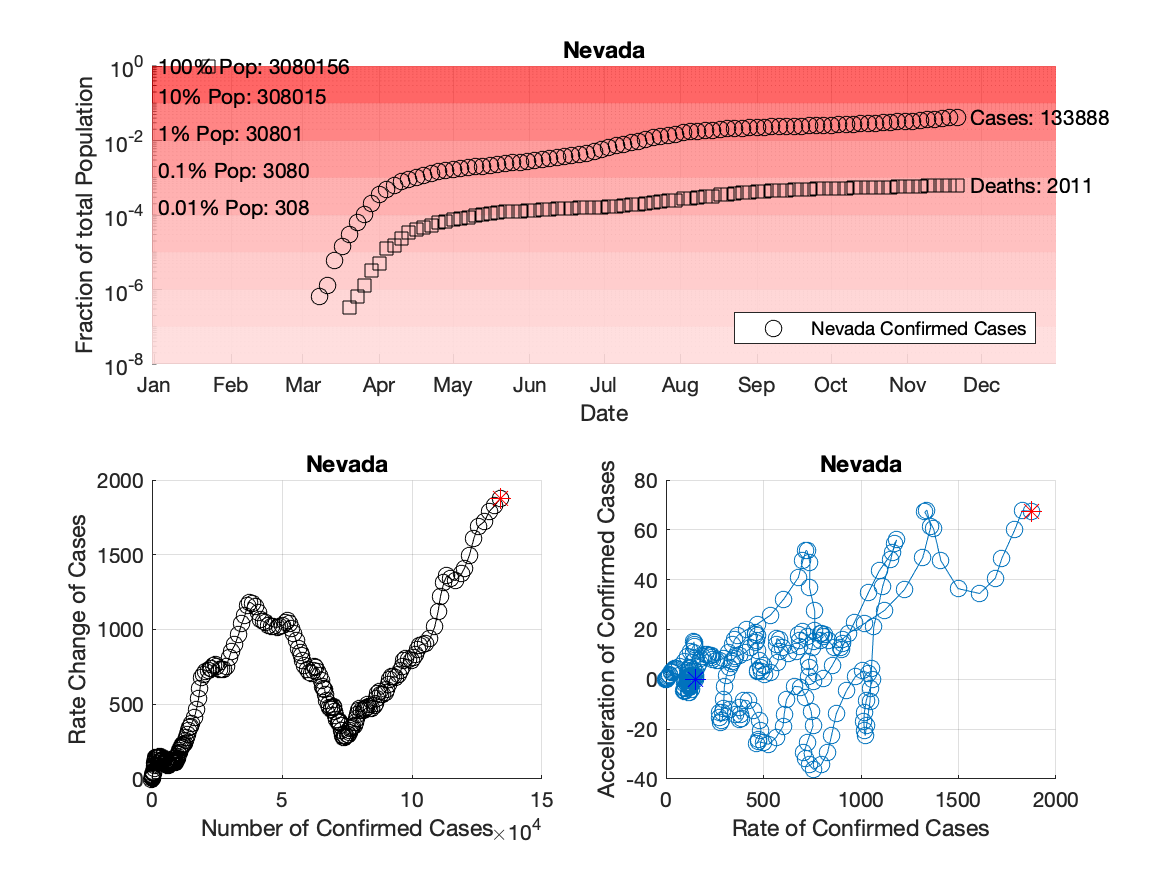 Nevada
10^0
10^-2
10^-4
10^-6
10^-8
Fraction of total Population
100% Pop: 3080156
10% Pop: 308015
1% Pop: 30801
0.1% Pop: 3080
0.01% Pop: 308
Cases: 133888
Deaths: 2011
Nevada Confirmed Cases
Jan Feb Mar Apr May Jun Jul Aug Sep Oct Nov Dec
Date
Nevada
2000
1500
1000
500
0
Rate Change of Cases
0 5 10 15
Number of Confirmed Cases ×10^4
Nevada
80
60
40
20
0
-20
-40
Acceleration of Confirmed Cases
0 500 1000 1500 2000
Rate of Confirmed Cases